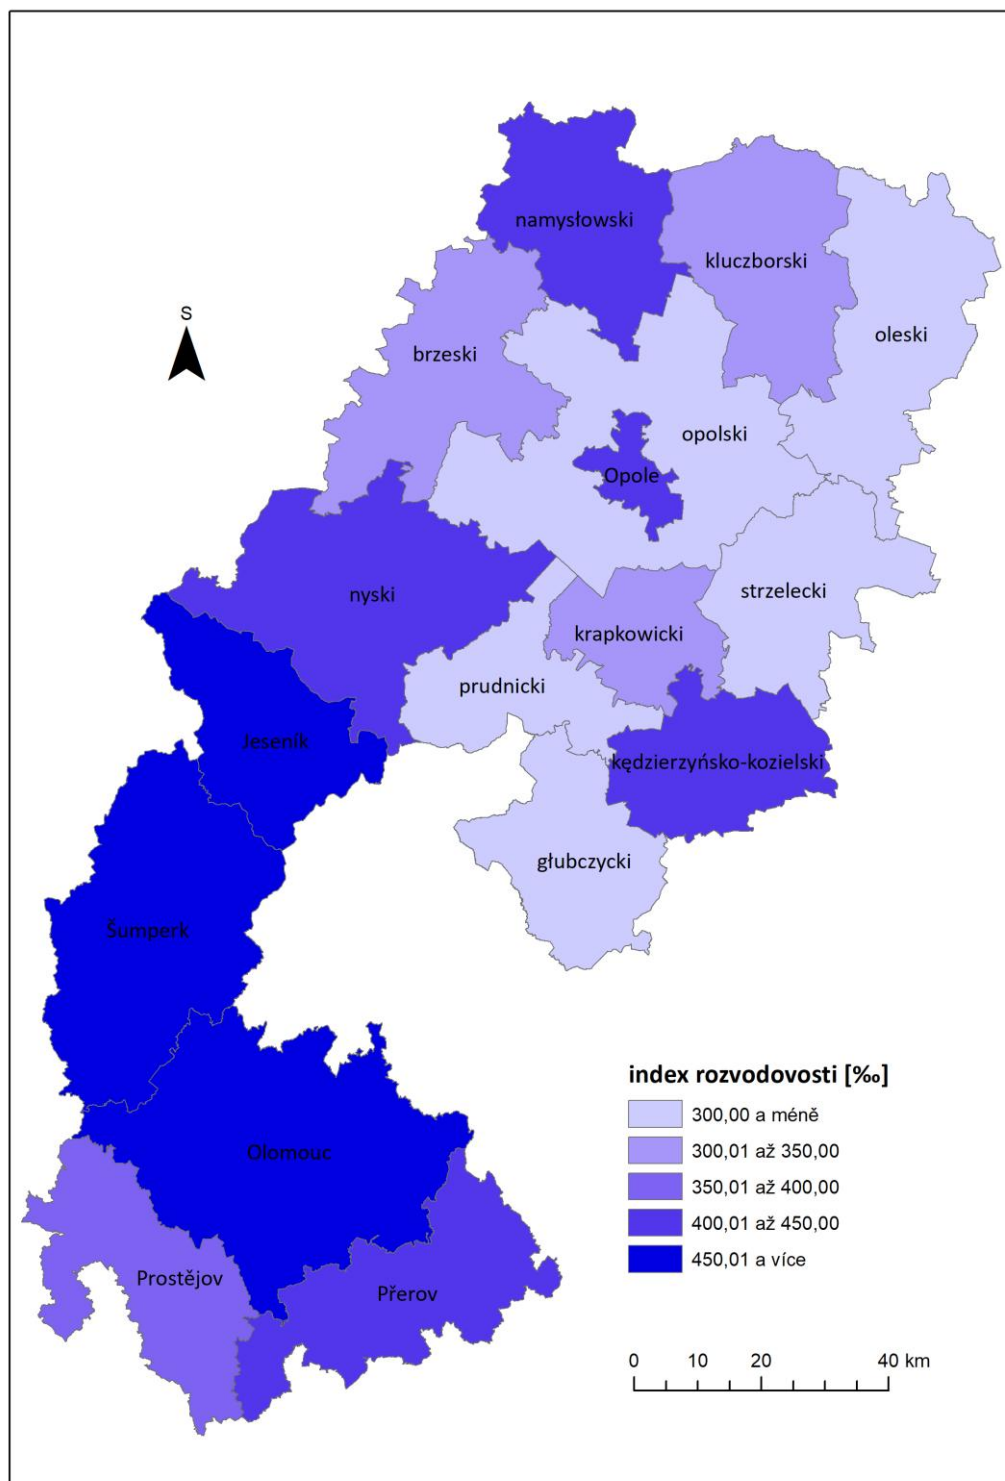 namysłowski
kluczborski
oleski
S
brzeski
opolski
Opole
strzelecki
nyski
krapkowicki
prudnicki
Jeseník
kędzierzyńsko-kozielski
głubczycki
Šumperk
index rozvodovosti [‰]
300,00 a méně
300,01 až 350,00
350,01 až 400,00
400,01 až 450,00
450,01 a více
Olomouc
Prostějov
Přerov
0 10 20 40 km